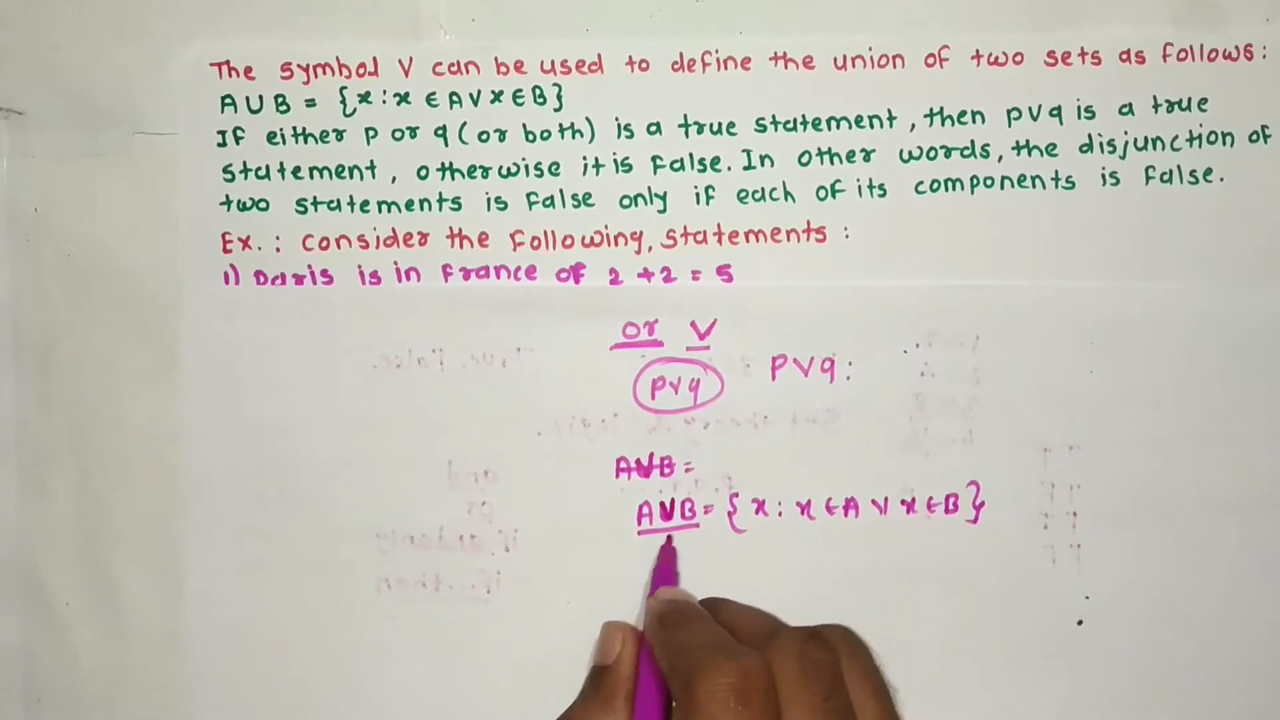 The symbol V can be used to define the union of two sets as follows:
A U B = {x : x ∈ A V x ∈ B}
If either p or q (or both) is a true statement, then p V q is a true
statement, otherwise it is false. In other words, the disjunction of
two statements is false only if each of its components is false.
Ex. : consider the following, statements :
1) Paris is in france of 2 + 2 = 5
or V
p V q p V q :
A V B =
A U B = { x : x ∈ A V x ∈ B }